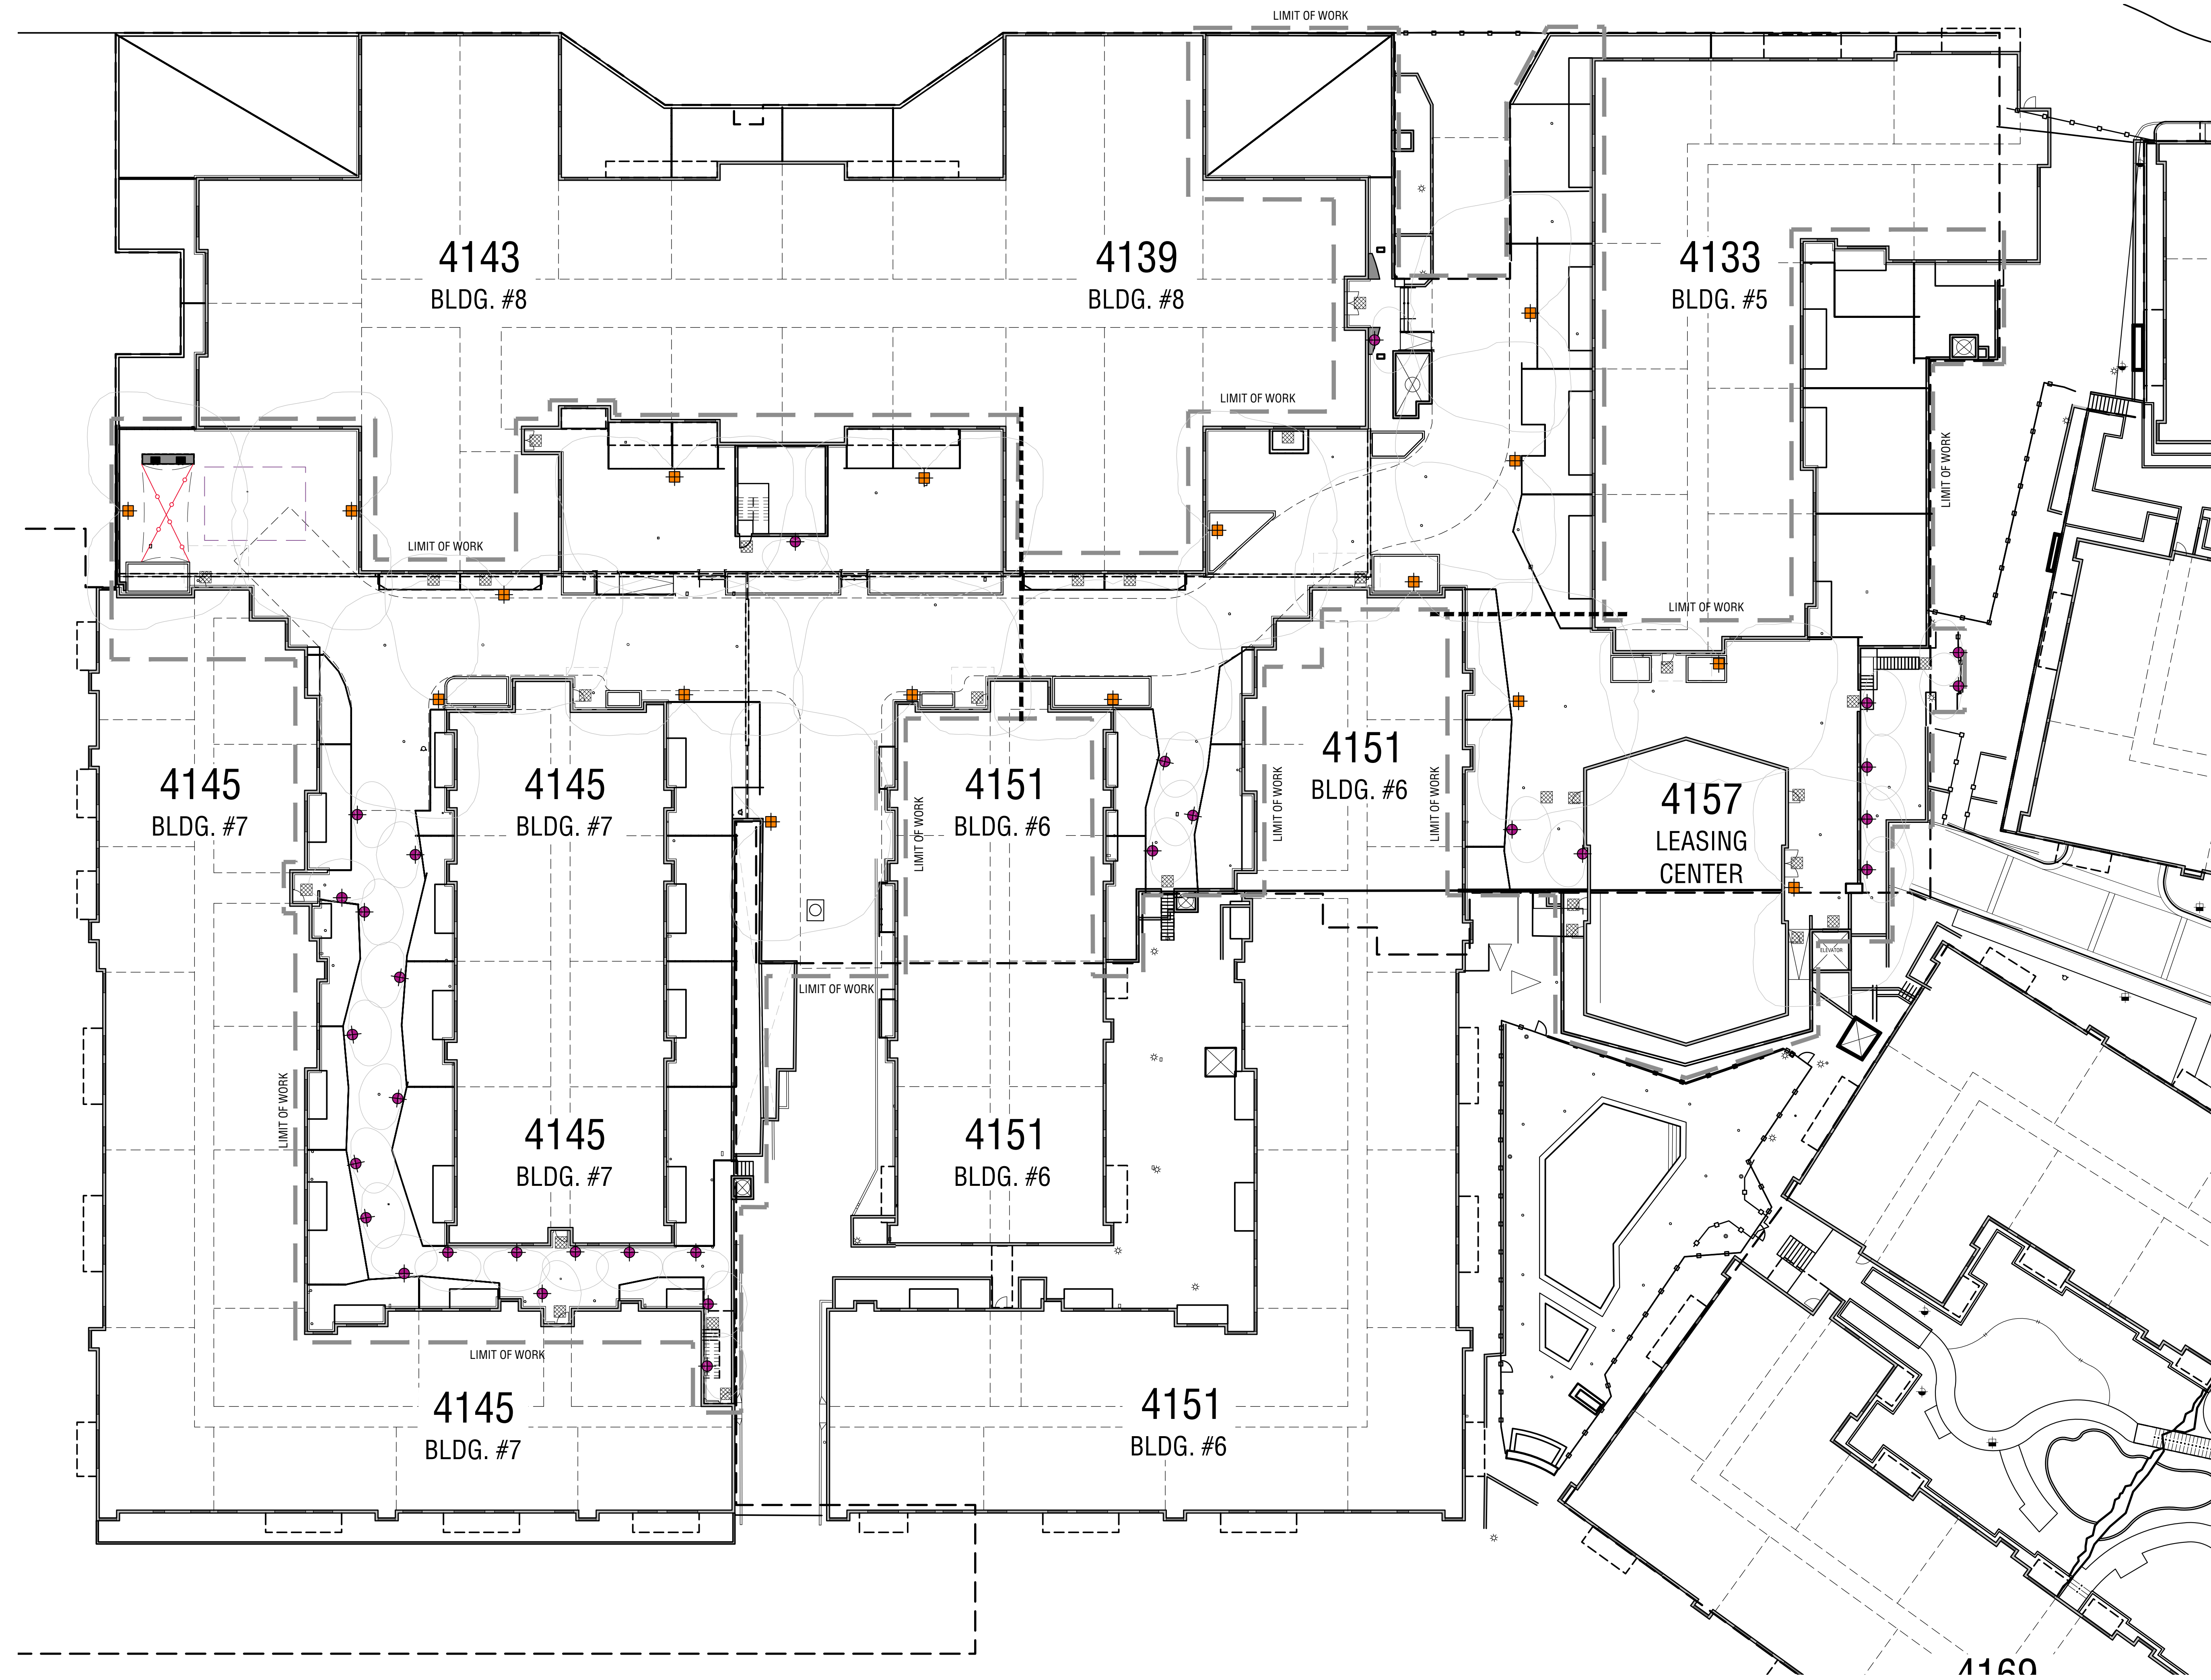 LIMIT OF WORK
4143
BLDG. #8
4139
BLDG. #8
4133
BLDG. #5
LIMIT OF WORK
LIMIT OF WORK
LIMIT OF WORK
LIMIT OF WORK
4145
BLDG. #7
4145
BLDG. #7
4151
BLDG. #6
4151
BLDG. #6
4157
LEASING
CENTER
LIMIT OF WORK
LIMIT OF WORK
LIMIT OF WORK
ELEVATOR
LIMIT OF WORK
LIMIT OF WORK
4145
BLDG. #7
4151
BLDG. #6
LIMIT OF WORK
4145
BLDG. #7
4151
BLDG. #6
4169